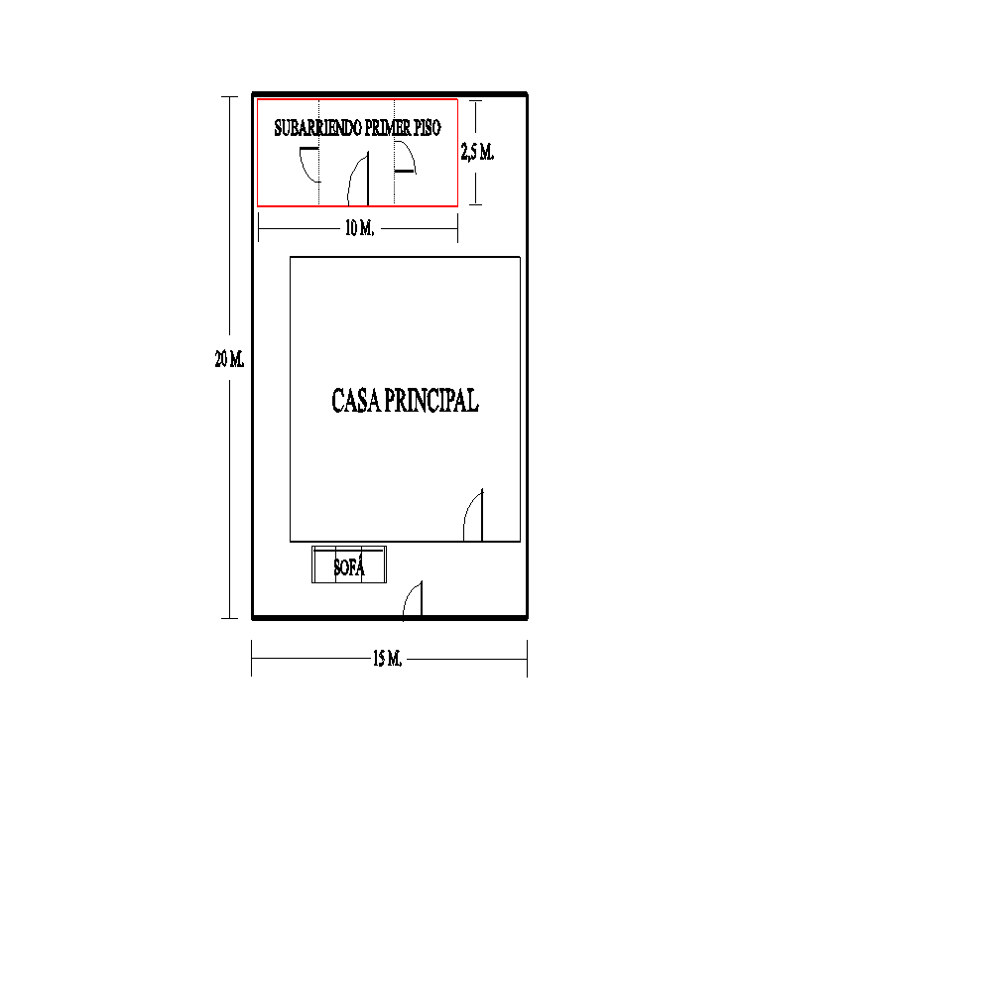 SUBARRIENDO PRIMER PISO
2,5 M.
10 M.
20 M.
CASA PRINCIPAL
SOFÁ
15 M.